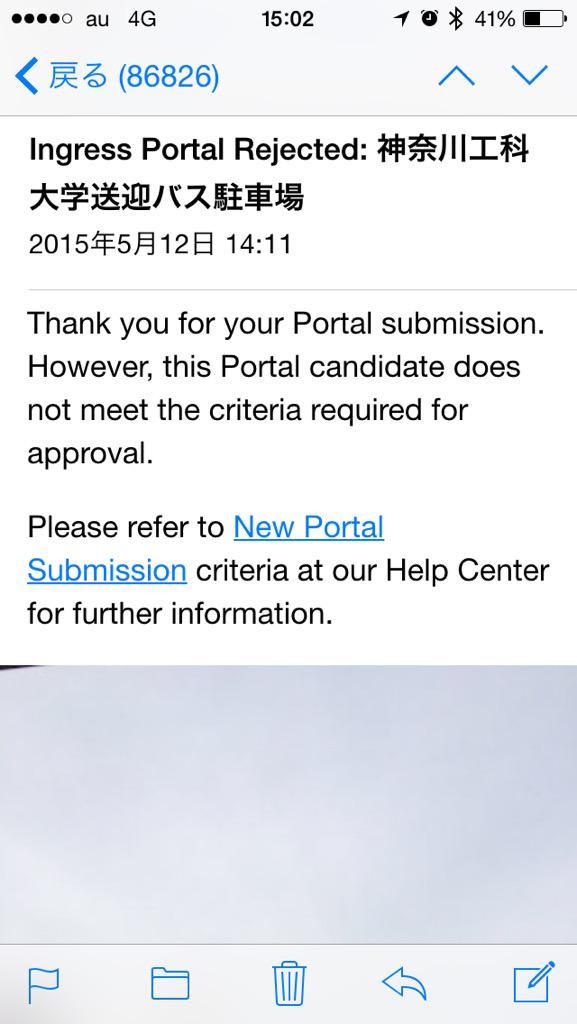 au 4G 15:02 41%
戻る (86826)
Ingress Portal Rejected: 神奈川工科
大学送迎バス駐車場
2015年5月12日 14:11
Thank you for your Portal submission.
However, this Portal candidate does
not meet the criteria required for
approval.
Please refer to New Portal
Submission criteria at our Help Center
for further information.